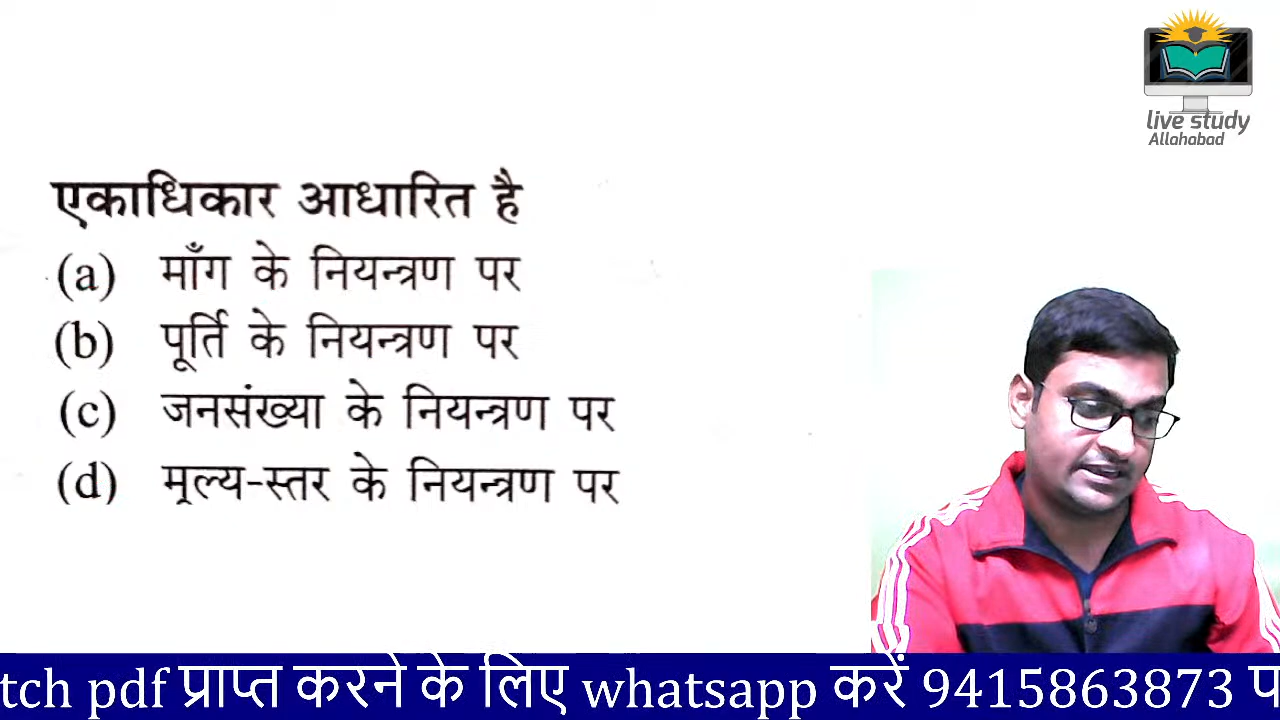 live study
Allahabad
एकाधिकार आधारित है
(a) माँग के नियन्त्रण पर
(b) पूर्ति के नियन्त्रण पर
(c) जनसंख्या के नियन्त्रण पर
(d) मूल्य-स्तर के नियन्त्रण पर
tch pdf प्राप्त करने के लिए whatsapp करें 9415863873 प